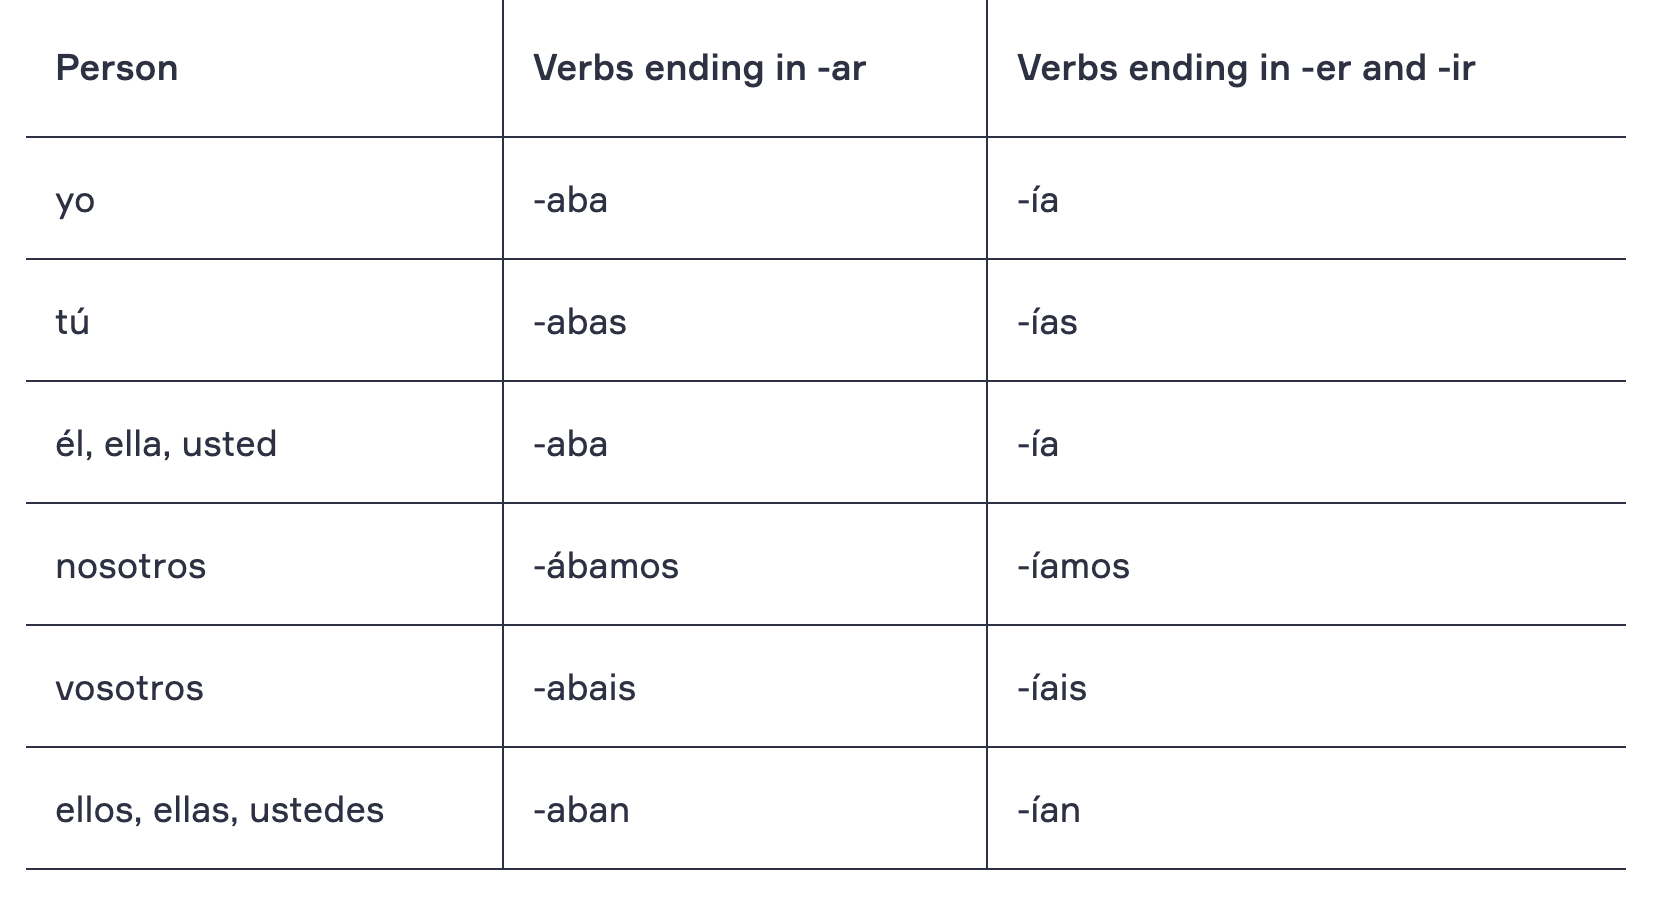 Person Verbs ending in -ar Verbs ending in -er and -ir
yo -aba -ía
tú -abas -ías
él, ella, usted -aba -ía
nosotros -ábamos -íamos
vosotros -abais -íais
ellos, ellas, ustedes -aban -ían